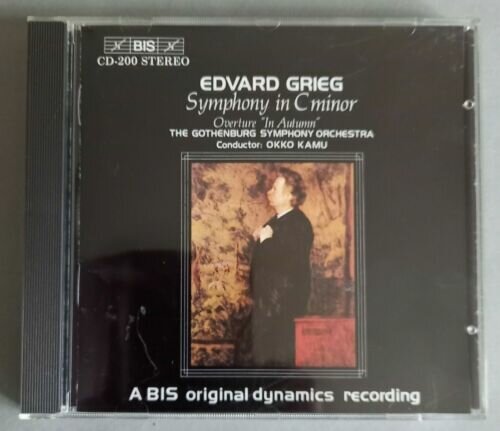 BIS
CD-200 STEREO
EDVARD GRIEG
Symphony in C minor
Overture "In Autumn"
THE GOTHENBURG SYMPHONY ORCHESTRA
Conductor: OKKO KAMU
A BIS original dynamics recording